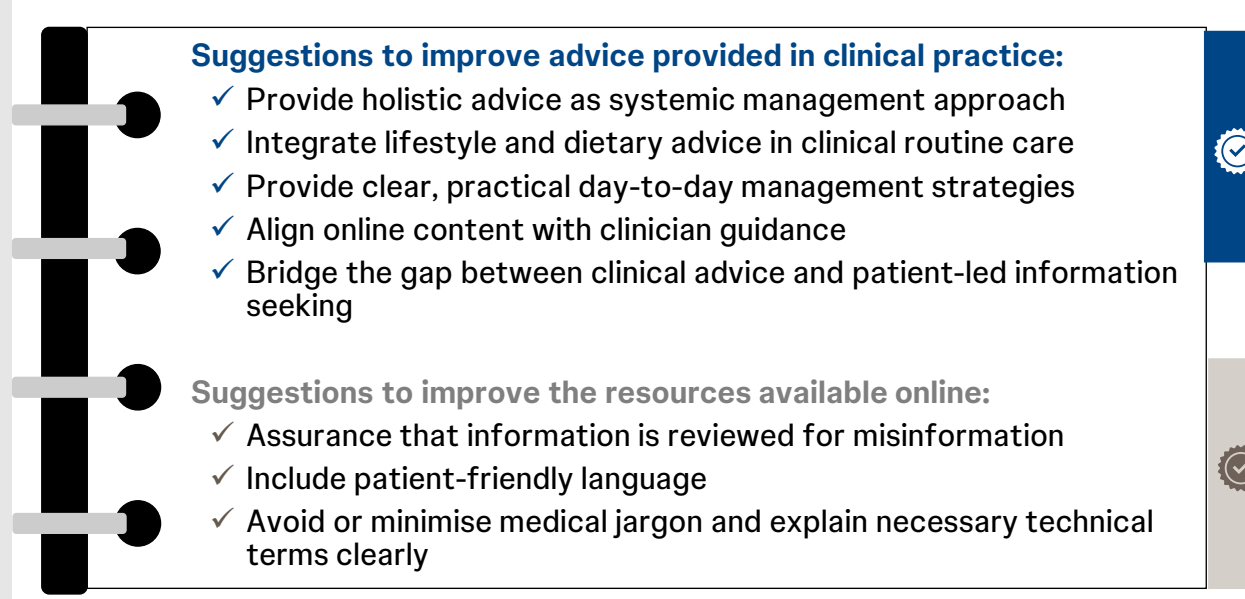 Suggestions to improve advice provided in clinical practice:
✓ Provide holistic advice as systemic management approach
✓ Integrate lifestyle and dietary advice in clinical routine care
✓ Provide clear, practical day-to-day management strategies
✓ Align online content with clinician guidance
✓ Bridge the gap between clinical advice and patient-led information
seeking
Suggestions to improve the resources available online:
✓ Assurance that information is reviewed for misinformation
✓ Include patient-friendly language
✓ Avoid or minimise medical jargon and explain necessary technical
terms clearly